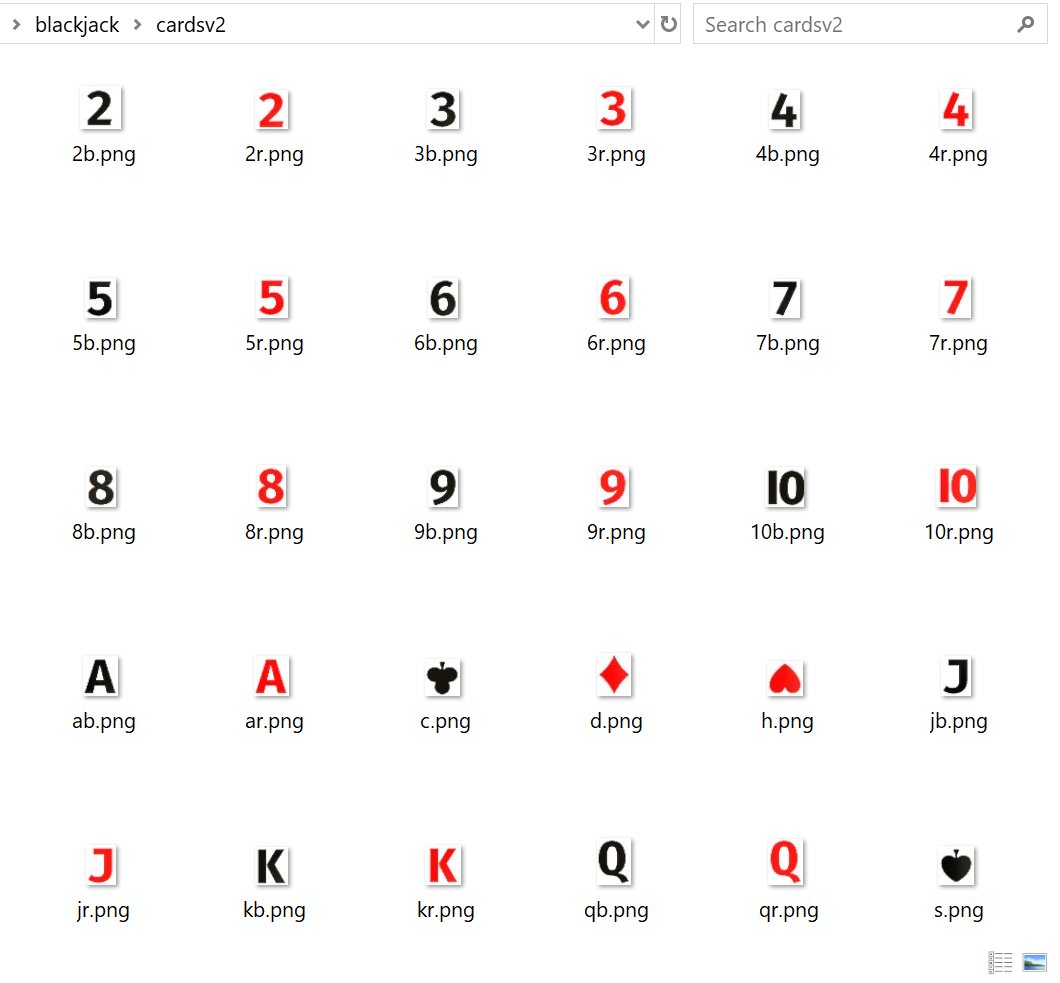 blackjack cardsv2 Search cardsv2
2 2 3 3 4 4
2b.png 2r.png 3b.png 3r.png 4b.png 4r.png
5 5 6 6 7 7
5b.png 5r.png 6b.png 6r.png 7b.png 7r.png
8 8 9 9 10 10
8b.png 8r.png 9b.png 9r.png 10b.png 10r.png
A A J
ab.png ar.png c.png d.png h.png jb.png
J K K Q Q
jr.png kb.png kr.png qb.png qr.png s.png